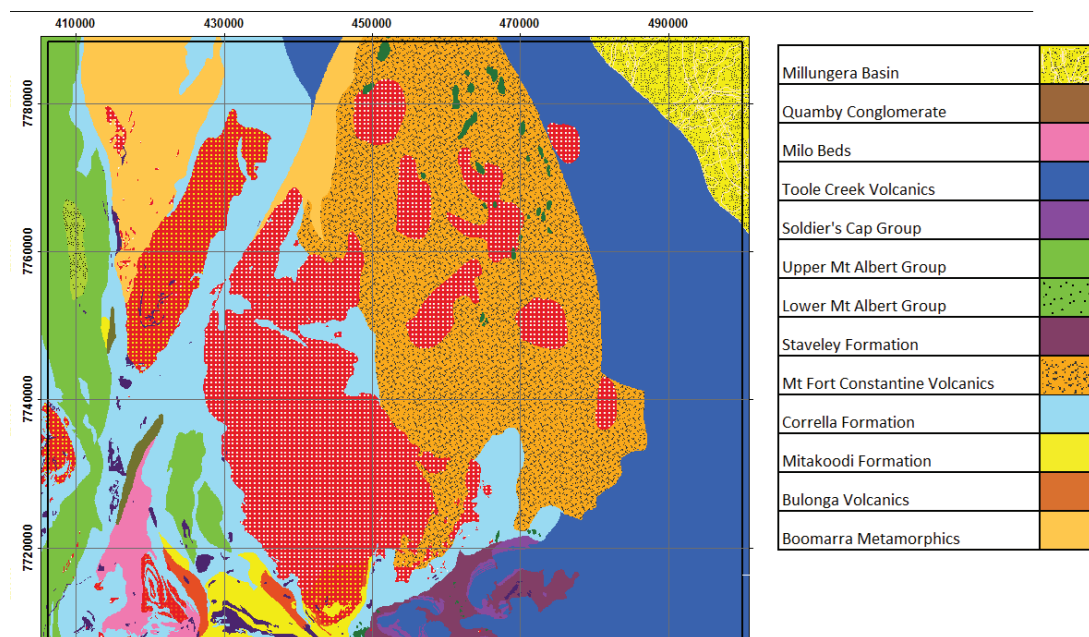 410000 430000 450000 470000 490000
7780000
7760000
7740000
7720000
Millungera Basin
Quamby Conglomerate
Milo Beds
Toole Creek Volcanics
Soldier's Cap Group
Upper Mt Albert Group
Lower Mt Albert Group
Staveley Formation
Mt Fort Constantine Volcanics
Corrella Formation
Mitakoodi Formation
Bulonga Volcanics
Boomarra Metamorphics